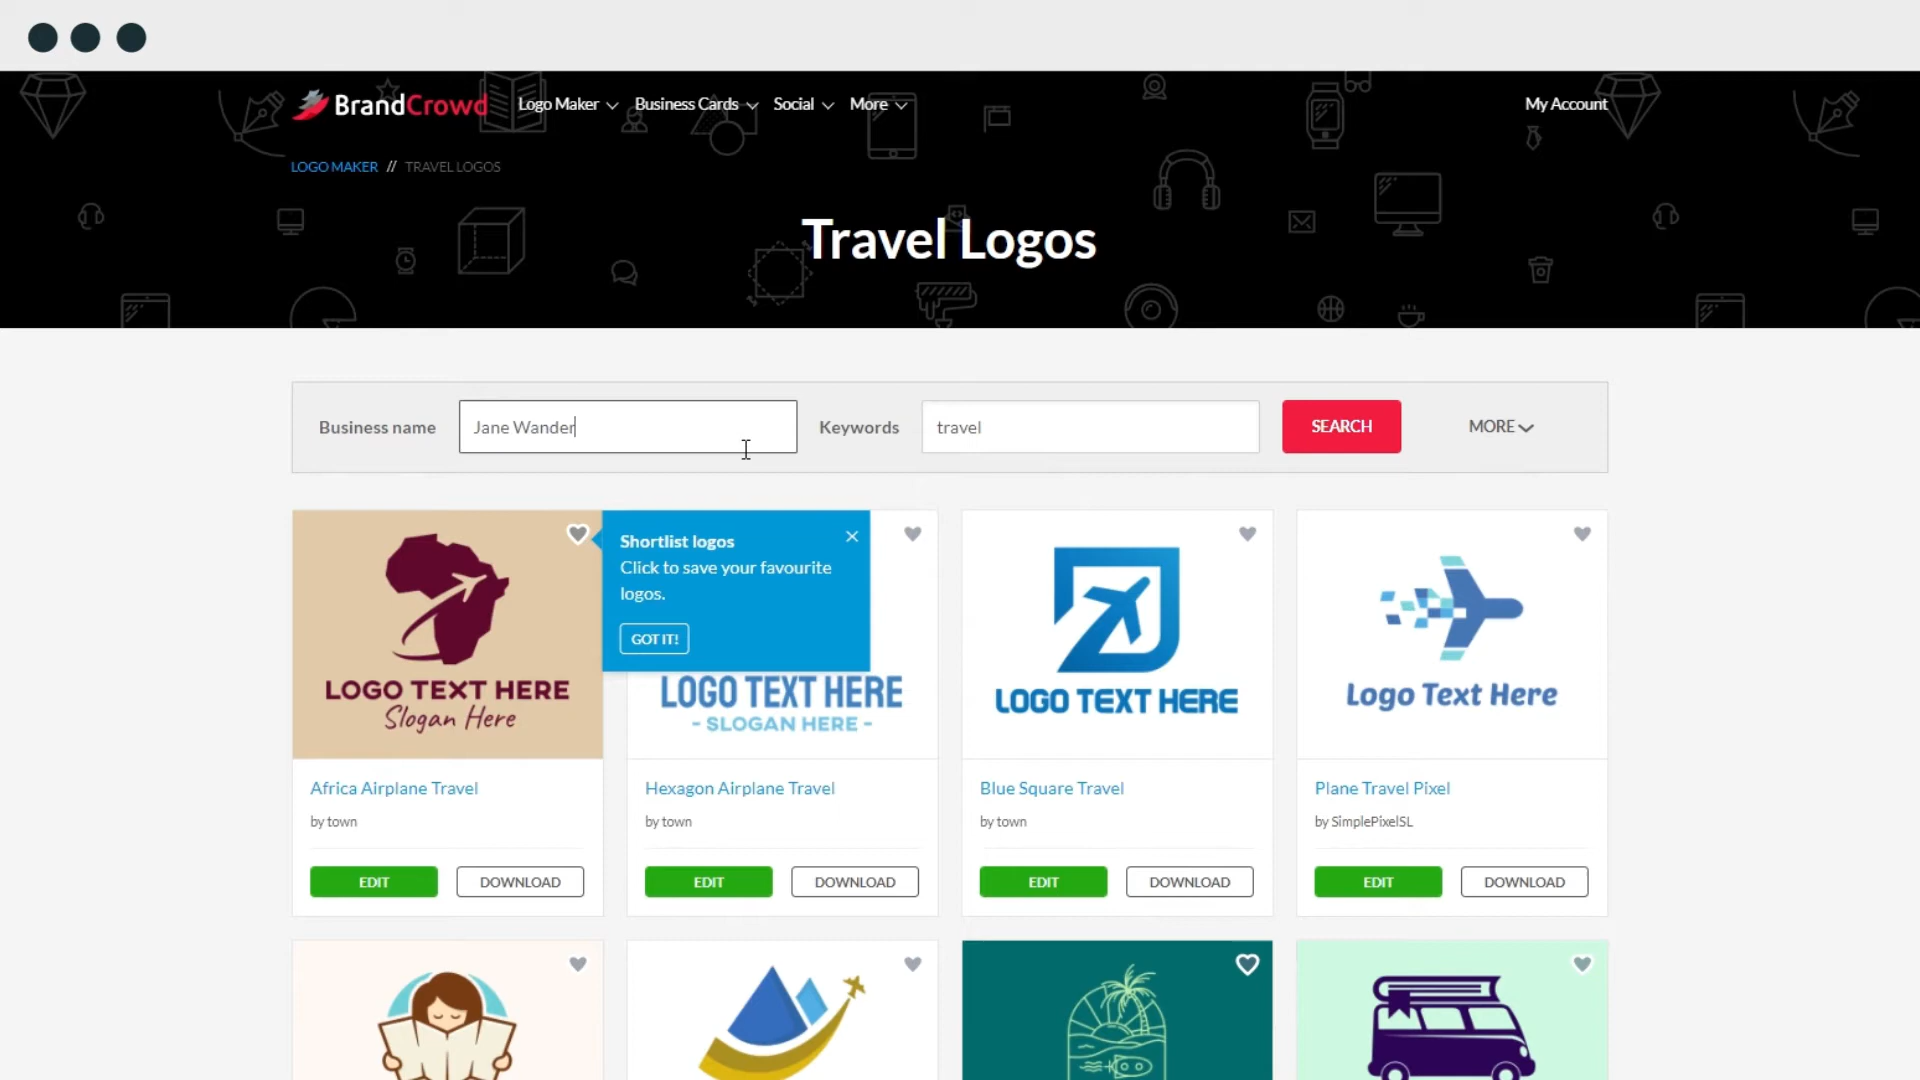 BrandCrowd Logo Maker Business Cards Social More My Account
LOGO MAKER // TRAVEL LOGOS
Travel Logos
Business name Jane Wander Keywords travel SEARCH MORE
Shortlist logos
Click to save your favourite
logos.
GOT IT!
LOGO TEXT HERE
Slogan Here
LOGO TEXT HERE
- SLOGAN HERE -
LOGO TEXT HERE
Logo Text Here
Africa Airplane Travel
by town
EDIT DOWNLOAD
Hexagon Airplane Travel
by town
EDIT DOWNLOAD
Blue Square Travel
by town
EDIT DOWNLOAD
Plane Travel Pixel
by SimplePixelSL
EDIT DOWNLOAD